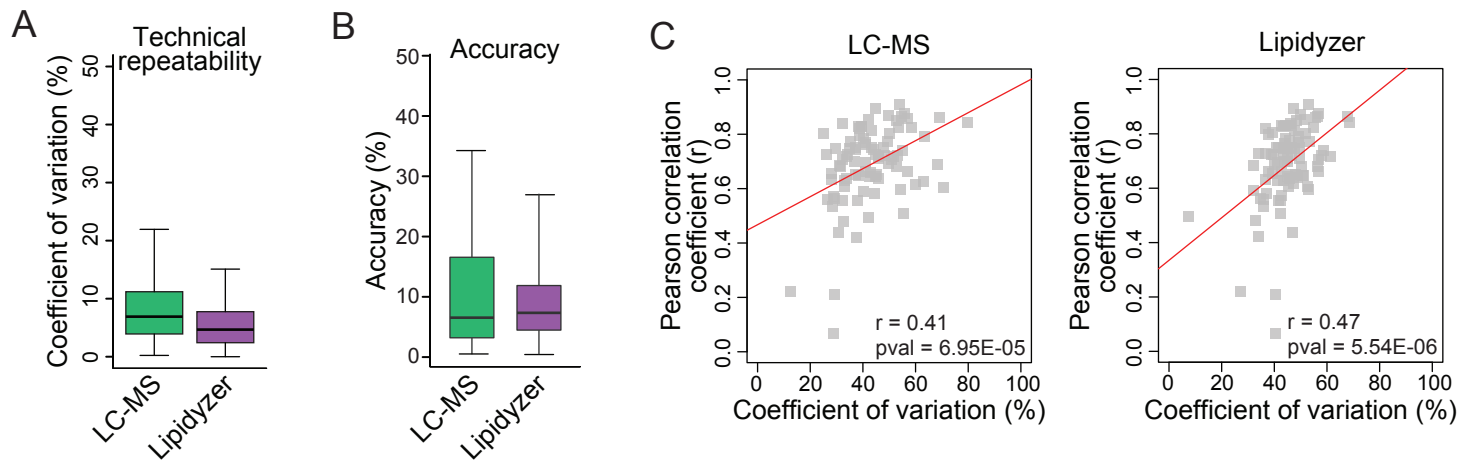 A
Technical
repeatability
Coefficient of variation (%)
50
40
30
20
10
0
LC-MS
Lipidyzer
B
Accuracy
Accuracy (%)
50
40
30
20
10
0
LC-MS
Lipidyzer
C
LC-MS
Pearson correlation
coefficient (r)
1.0
0.8
0.6
0.4
0.2
0.0
r = 0.41
pval = 6.95E-05
0 20 40 60 80 100
Coefficient of variation (%)
Lipidyzer
Pearson correlation
coefficient (r)
1.0
0.8
0.6
0.4
0.2
0.0
r = 0.47
pval = 5.54E-06
0 20 40 60 80 100
Coefficient of variation (%)